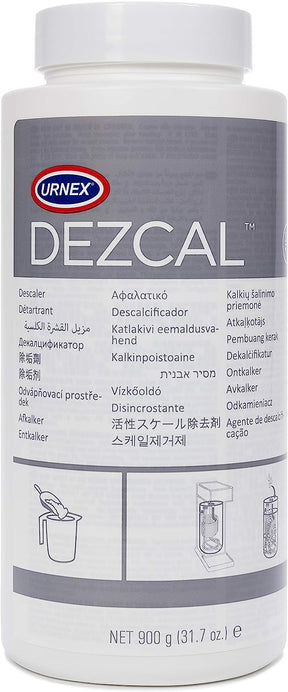 URNEX®
DEZCAL™
Descaler
Détartrant
مزيل القشرة الكلسية
Декалцификатор
除垢劑
除垢剂
Odvápňovací prostře-
dek
Afkalker
Entkalker
Αφαλατικό
Descalcificador
Katlakivi eemaldusva-
hend
Kalkinpoistoaine
מסיר אבנית
Vízkőoldó
Disincrostante
活性スケール除去剤
스케일제거제
Kalkių šalinimo
priemonė
Atkaļķotājs
Pembuang kerak
Dekalcifikatur
Ontkalker
Avkalker
Odkamieniacz
Agente de
cação
NET 900 g (31.7 oz.) e